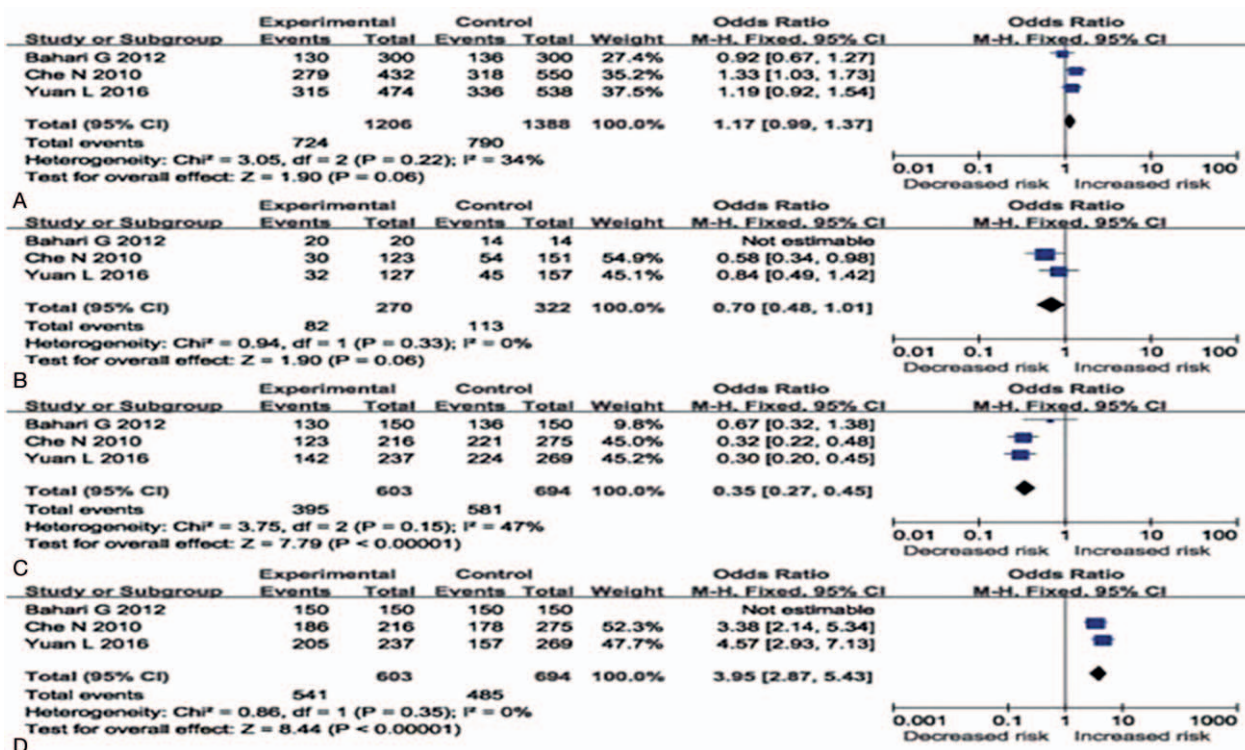 Experimental Control Odds Ratio Odds Ratio
Study or Subgroup Events Total Events Total Weight M-H, Fixed, 95% CI M-H, Fixed, 95% CI
Bahari G 2012 130 300 136 300 27.4% 0.92 [0.67, 1.27]
Che N 2010 279 432 318 550 35.2% 1.33 [1.03, 1.73]
Yuan L 2016 315 474 336 538 37.5% 1.19 [0.92, 1.54]
Total (95% CI) 1206 1388 100.0% 1.17 [0.99, 1.37]
Total events 724 790
Heterogeneity: Chi² = 3.05, df = 2 (P = 0.22); I² = 34%
Test for overall effect: Z = 1.90 (P = 0.06)
0.01 0.1 1 10 100
Decreased risk Increased risk
A
Experimental Control Odds Ratio Odds Ratio
Study or Subgroup Events Total Events Total Weight M-H, Fixed, 95% CI M-H, Fixed, 95% CI
Bahari G 2012 20 20 14 14 Not estimable
Che N 2010 30 123 54 151 54.9% 0.58 [0.34, 0.98]
Yuan L 2016 32 127 45 157 45.1% 0.84 [0.49, 1.42]
Total (95% CI) 270 322 100.0% 0.70 [0.48, 1.01]
Total events 82 113
Heterogeneity: Chi² = 0.94, df = 1 (P = 0.33); I² = 0%
Test for overall effect: Z = 1.90 (P = 0.06)
0.01 0.1 1 10 100
Decreased risk Increased risk
B
Experimental Control Odds Ratio Odds Ratio
Study or Subgroup Events Total Events Total Weight M-H, Fixed, 95% CI M-H, Fixed, 95% CI
Bahari G 2012 130 150 136 150 9.8% 0.67 [0.32, 1.38]
Che N 2010 123 216 221 275 45.0% 0.32 [0.22, 0.48]
Yuan L 2016 142 237 224 269 45.2% 0.30 [0.20, 0.45]
Total (95% CI) 603 694 100.0% 0.35 [0.27, 0.45]
Total events 395 581
Heterogeneity: Chi² = 3.75, df = 2 (P = 0.15); I² = 47%
Test for overall effect: Z = 7.79 (P < 0.00001)
0.01 0.1 1 10 100
Decreased risk Increased risk
C
Experimental Control Odds Ratio Odds Ratio
Study or Subgroup Events Total Events Total Weight M-H, Fixed, 95% CI M-H, Fixed, 95% CI
Bahari G 2012 150 150 150 150 Not estimable
Che N 2010 186 216 178 275 52.3% 3.38 [2.14, 5.34]
Yuan L 2016 205 237 157 269 47.7% 4.57 [2.93, 7.13]
Total (95% CI) 603 694 100.0% 3.95 [2.87, 5.43]
Total events 541 485
Heterogeneity: Chi² = 0.86, df = 1 (P = 0.35); I² = 0%
Test for overall effect: Z = 8.44 (P < 0.00001)
0.001 0.1 1 10 1000
Decreased risk Increased risk
D